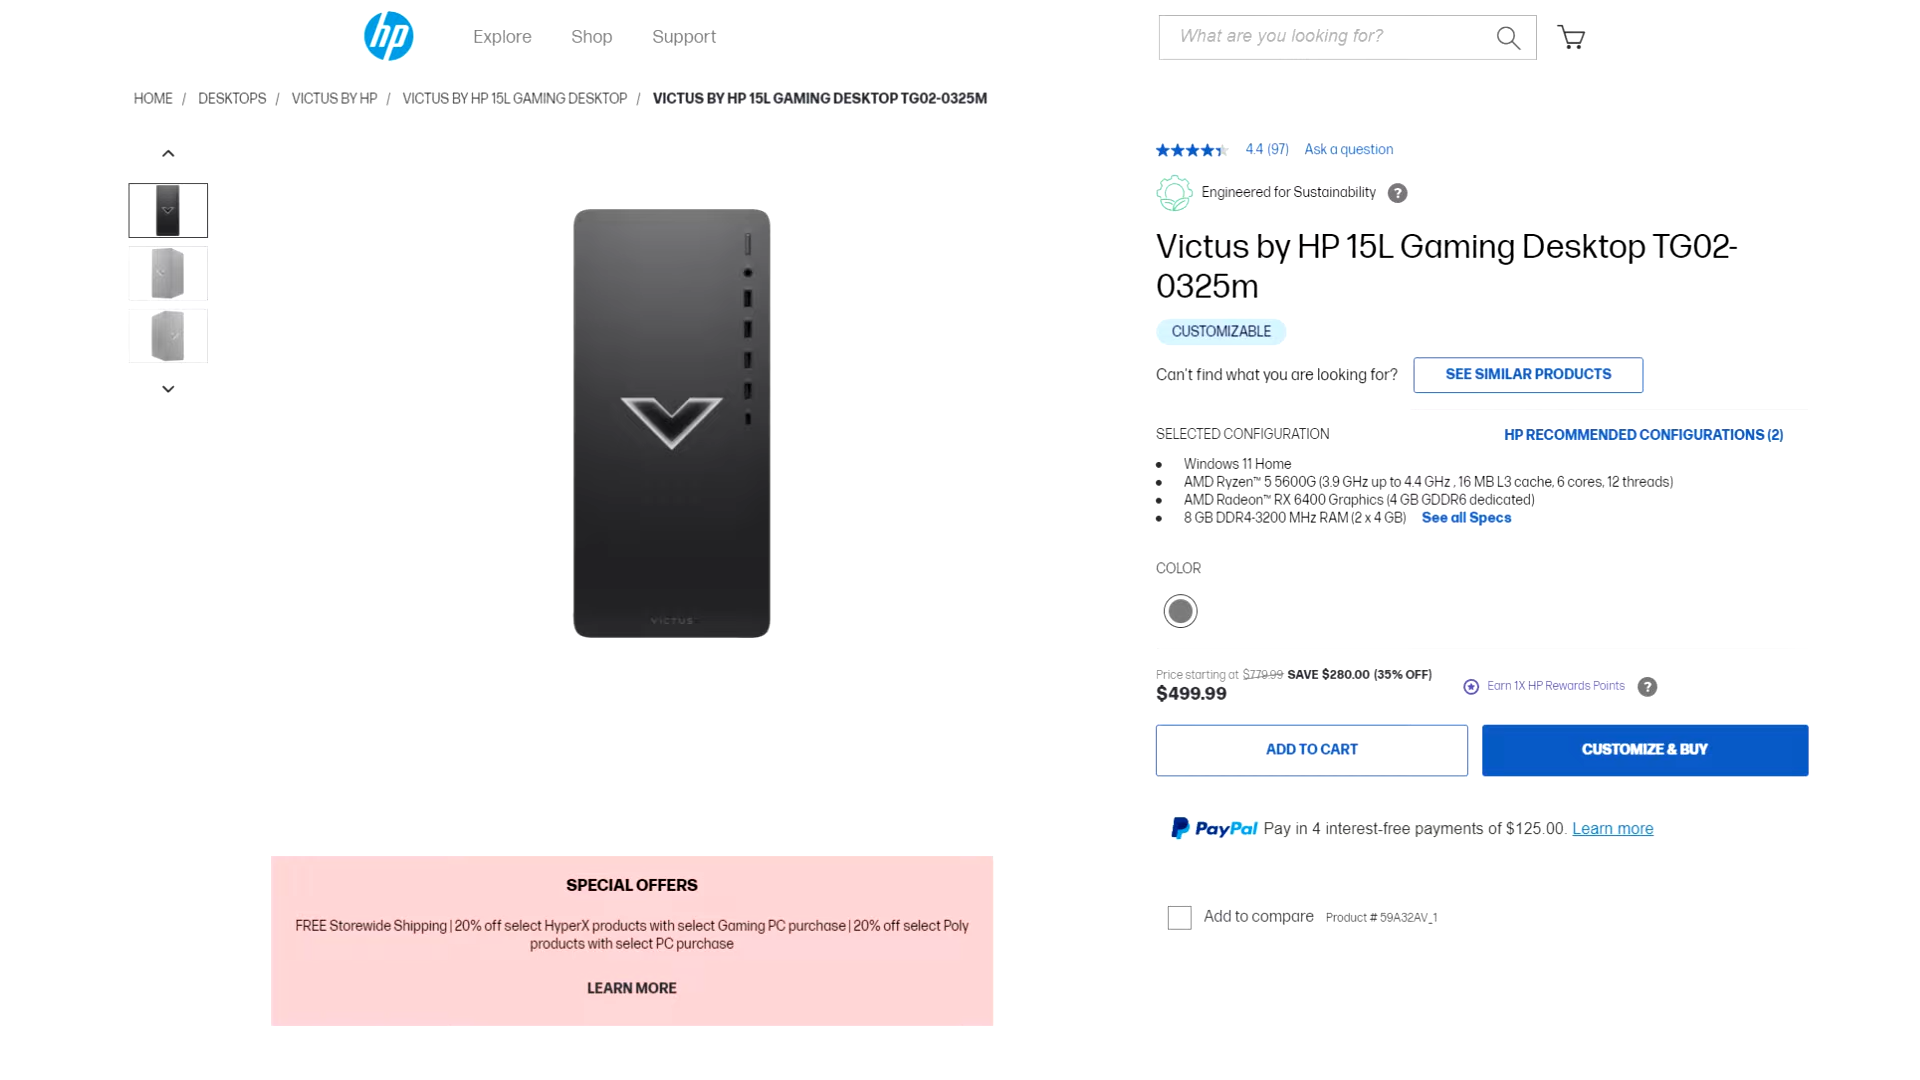 hp
Explore
Shop
Support
What are you looking for?
HOME / DESKTOPS / VICTUS BY HP / VICTUS BY HP 15L GAMING DESKTOP / VICTUS BY HP 15L GAMING DESKTOP TG02-0325M
4.4 (97) Ask a question
Engineered for Sustainability ?
Victus by HP 15L Gaming Desktop TG02-
0325m
CUSTOMIZABLE
Can't find what you are looking for? SEE SIMILAR PRODUCTS
SELECTED CONFIGURATION HP RECOMMENDED CONFIGURATIONS (2)
Windows 11 Home
AMD Ryzen™ 5 5600G (3.9 GHz up to 4.4 GHz , 16 MB L3 cache, 6 cores, 12 threads)
AMD Radeon™ RX 6400 Graphics (4 GB GDDR6 dedicated)
8 GB DDR4-3200 MHz RAM (2 x 4 GB) See all Specs
COLOR
VICTUS
Price starting at $779.99 SAVE $280.00 (35% OFF)
$499.99
Earn 1X HP Rewards Points ?
ADD TO CART
CUSTOMIZE & BUY
PayPal Pay in 4 interest-free payments of $125.00. Learn more
SPECIAL OFFERS
FREE Storewide Shipping | 20% off select HyperX products with select Gaming PC purchase | 20% off select Poly
products with select PC purchase
LEARN MORE
Add to compare Product # 59A32AV_1